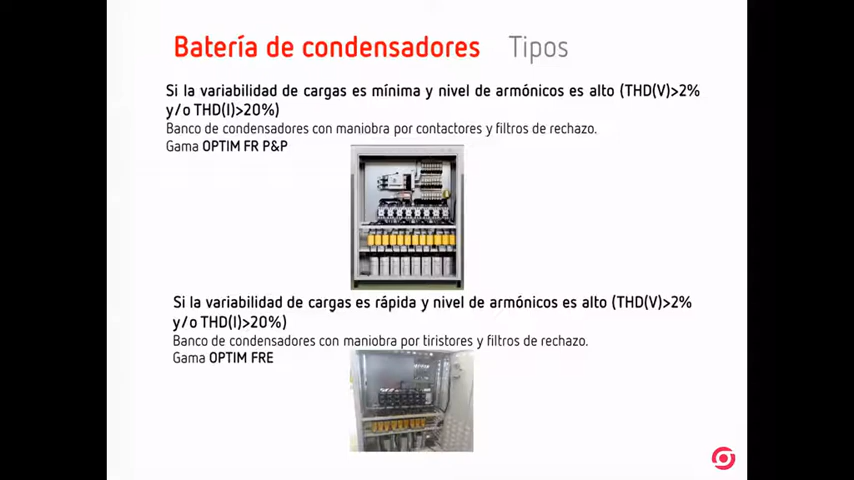 Batería de condensadores Tipos
Si la variabilidad de cargas es mínima y nivel de armónicos es alto (THD(V)>2%
y/o THD(I)>20%)
Banco de condensadores con maniobra por contactores y filtros de rechazo.
Gama OPTIM FR P&P
Si la variabilidad de cargas es rápida y nivel de armónicos es alto (THD(V)>2%
y/o THD(I)>20%)
Banco de condensadores con maniobra por tiristores y filtros de rechazo.
Gama OPTIM FRE